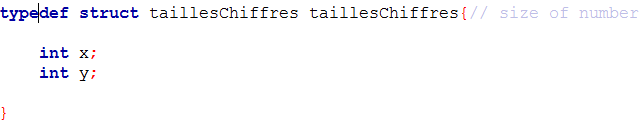 typedef struct taillesChiffres taillesChiffres{// size of number
int x;
int y;
}